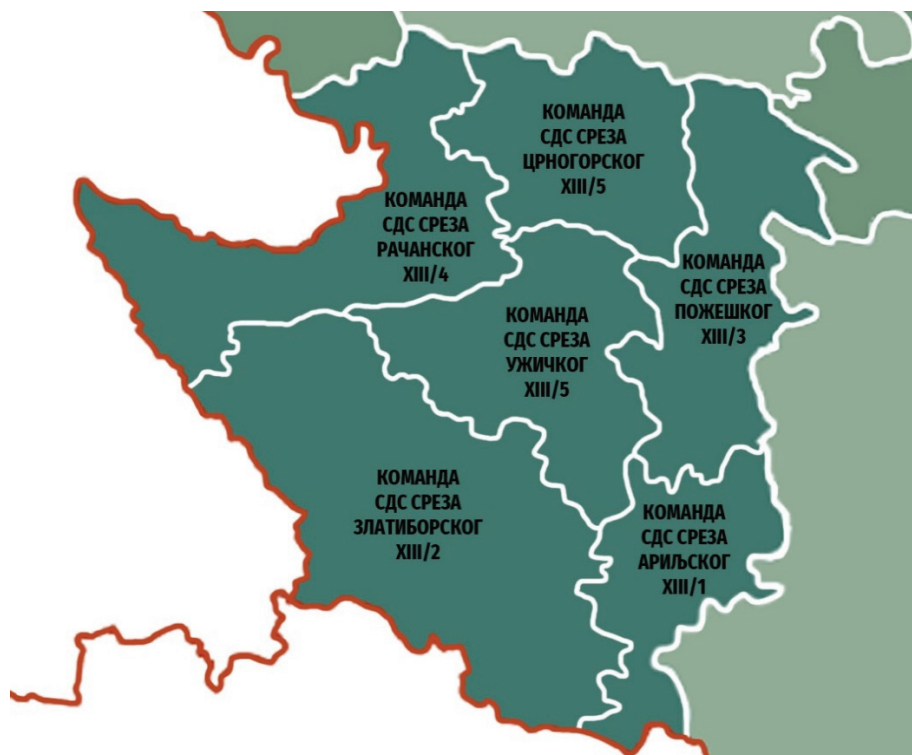 КОМАНДА
СДС СРЕЗА
ЦРНОГОРСКОГ
XIII/5
КОМАНДА
СДС СРЕЗА
РАЧАНСКОГ
XIII/4
КОМАНДА
СДС СРЕЗА
ПОЖЕШКОГ
XIII/3
КОМАНДА
СДС СРЕЗА
УЖИЧКОГ
XIII/5
КОМАНДА
СДС СРЕЗА
ЗЛАТИБОРСКОГ
XIII/2
КОМАНДА
СДС СРЕЗА
АРИЉСКОГ
XIII/1